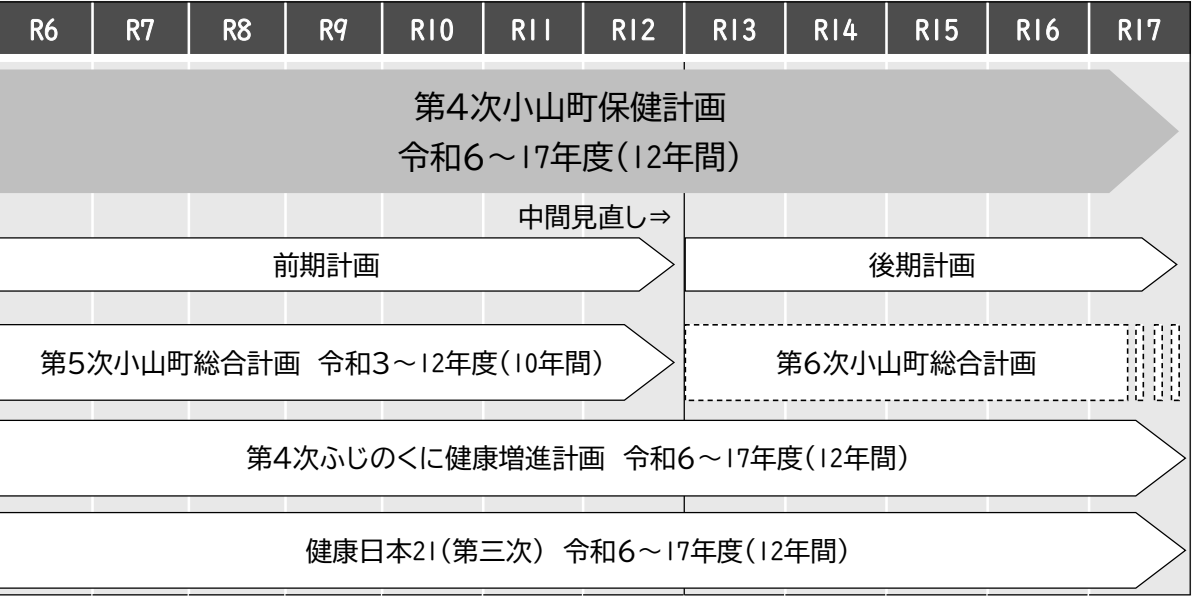 R6 R7 R8 R9 R10 R11 R12 R13 R14 R15 R16 R17
第4次小山町保健計画
令和6～17年度(12年間)
中間見直し⇒
前期計画 後期計画
第5次小山町総合計画 令和3～12年度(10年間) 第6次小山町総合計画
第4次ふじのくに健康増進計画 令和6～17年度(12年間)
健康日本21(第三次) 令和6～17年度(12年間)